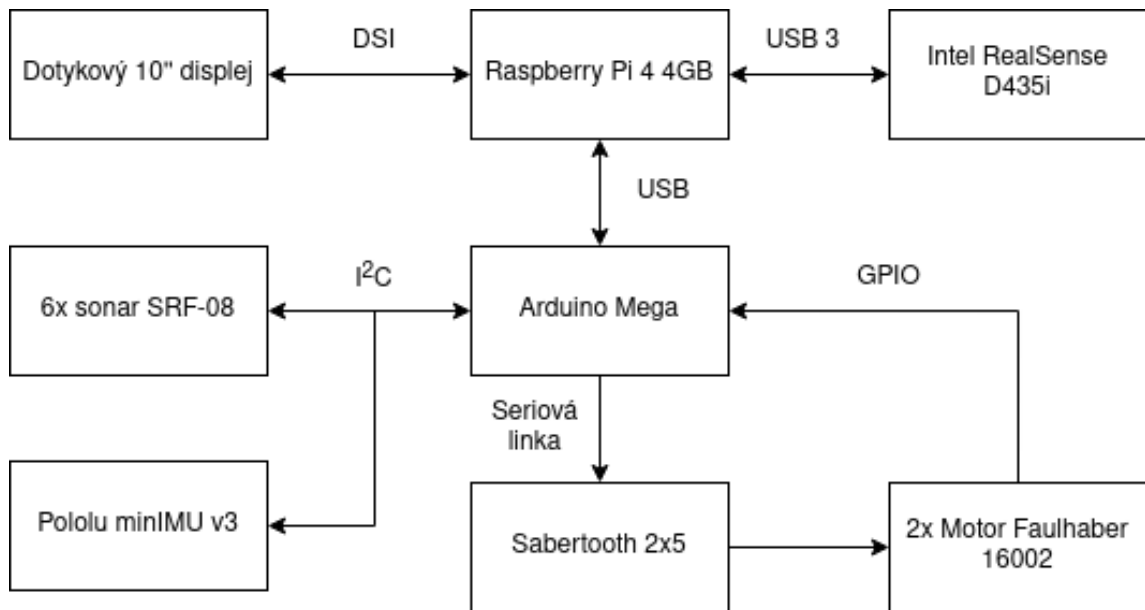 DSI
USB 3
Dotykový 10" displej
Raspberry Pi 4 4GB
Intel RealSense
D435i
USB
I²C
GPIO
6x sonar SRF-08
Arduino Mega
Seriová
linka
Pololu minIMU v3
Sabertooth 2x5
2x Motor Faulhaber
16002